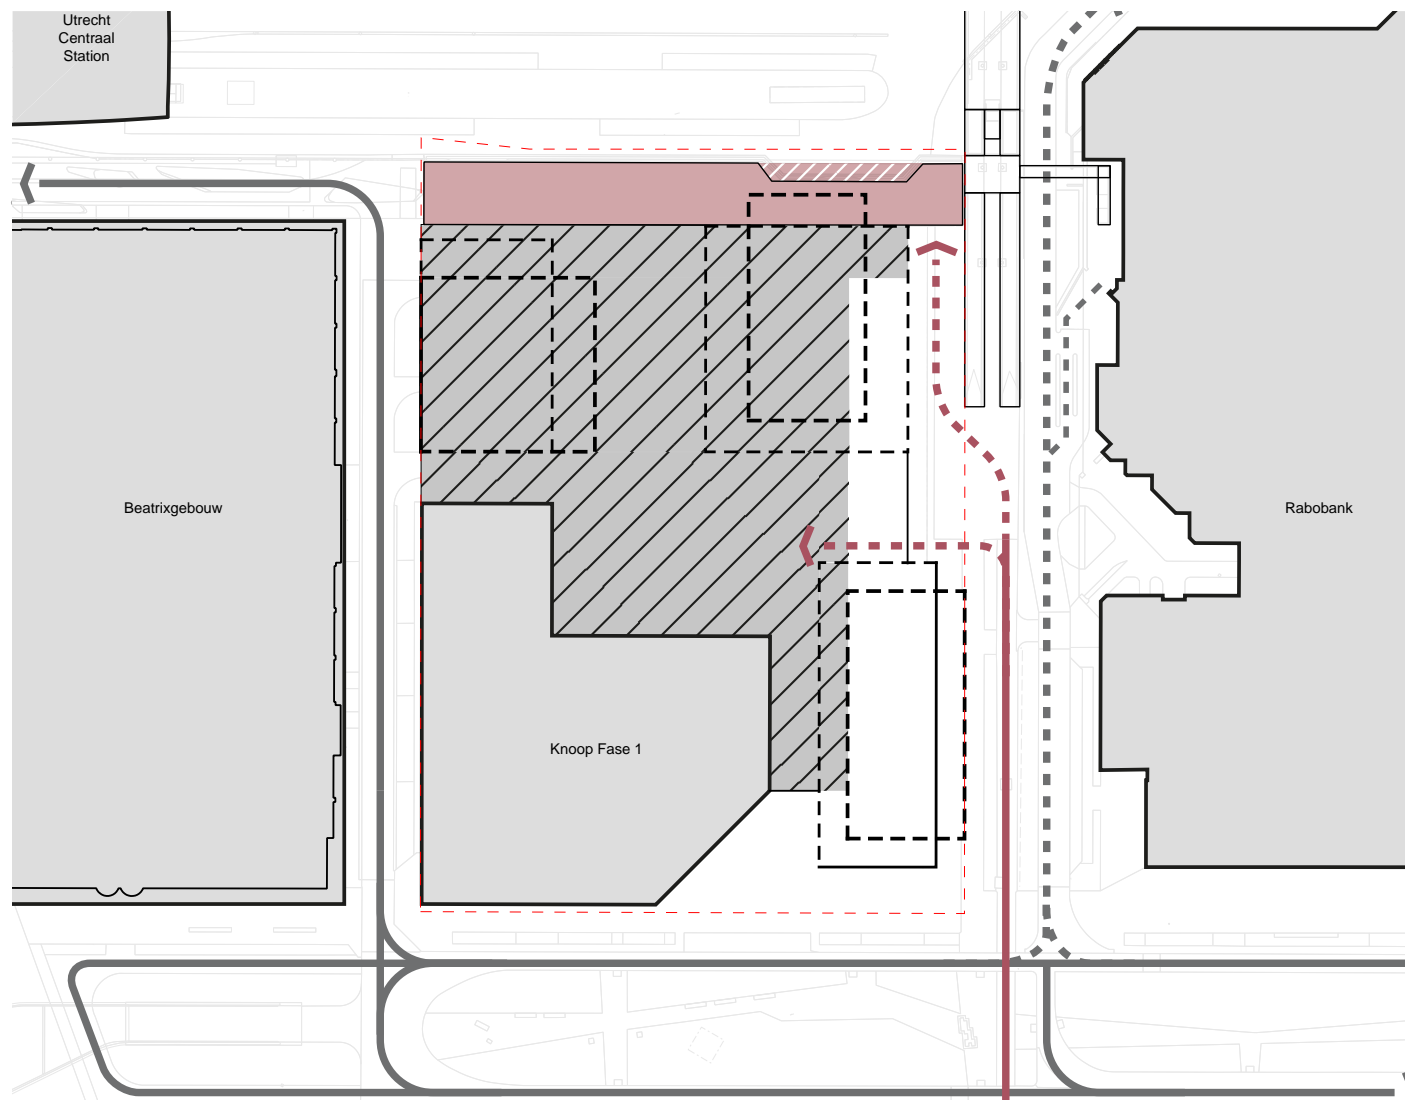 Utrecht
Centraal
Station
Beatrixgebouw
Rabobank
Knoop Fase 1